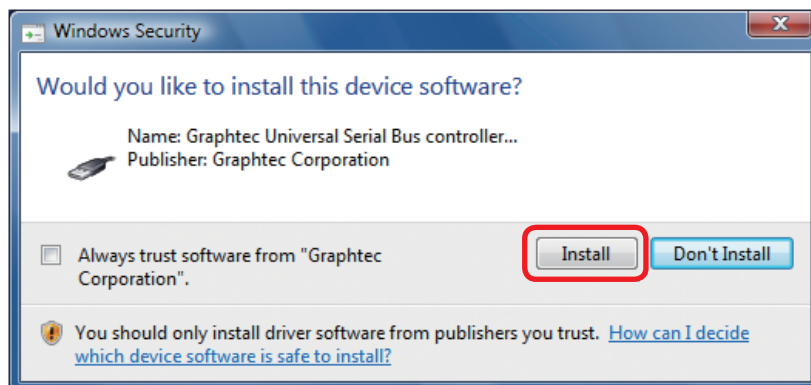 Windows Security
Would you like to install this device software?
Name: Graphtec Universal Serial Bus controller...
Publisher: Graphtec Corporation
Always trust software from "Graphtec
Corporation".
Install
Don't Install
You should only install driver software from publishers you trust. How can I decide
which device software is safe to install?